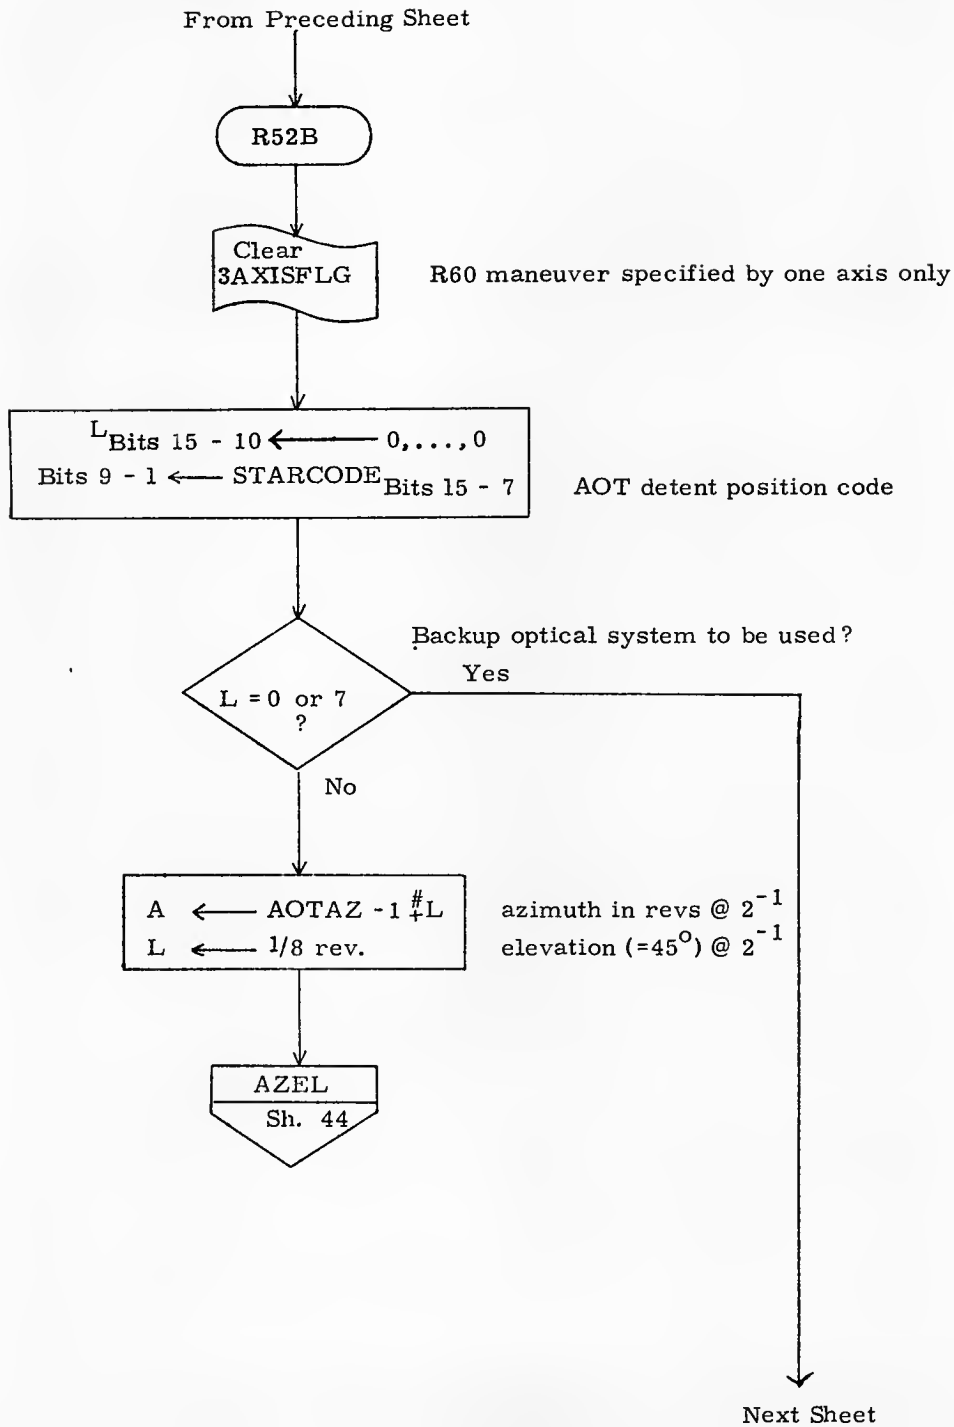 From Preceding Sheet
R52B
Clear
3AXISFLG
R60 maneuver specified by one axis only
L Bits 15 - 10 ← 0,...,0
Bits 9 - 1 ← STARCODE Bits 15 - 7
AOT detent position code
Backup optical system to be used?
Yes
L = 0 or 7
?
No
A ← AOTAZ - 1 #+ L
azimuth in revs @ 2^-1
L ← 1/8 rev.
elevation (=45°) @ 2^-1
AZEL
Sh. 44
Next Sheet